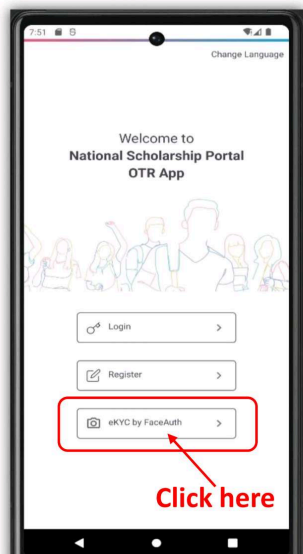 7:51
Change Language
Welcome to
National Scholarship Portal
OTR App
Login
Register
eKYC by FaceAuth
Click here